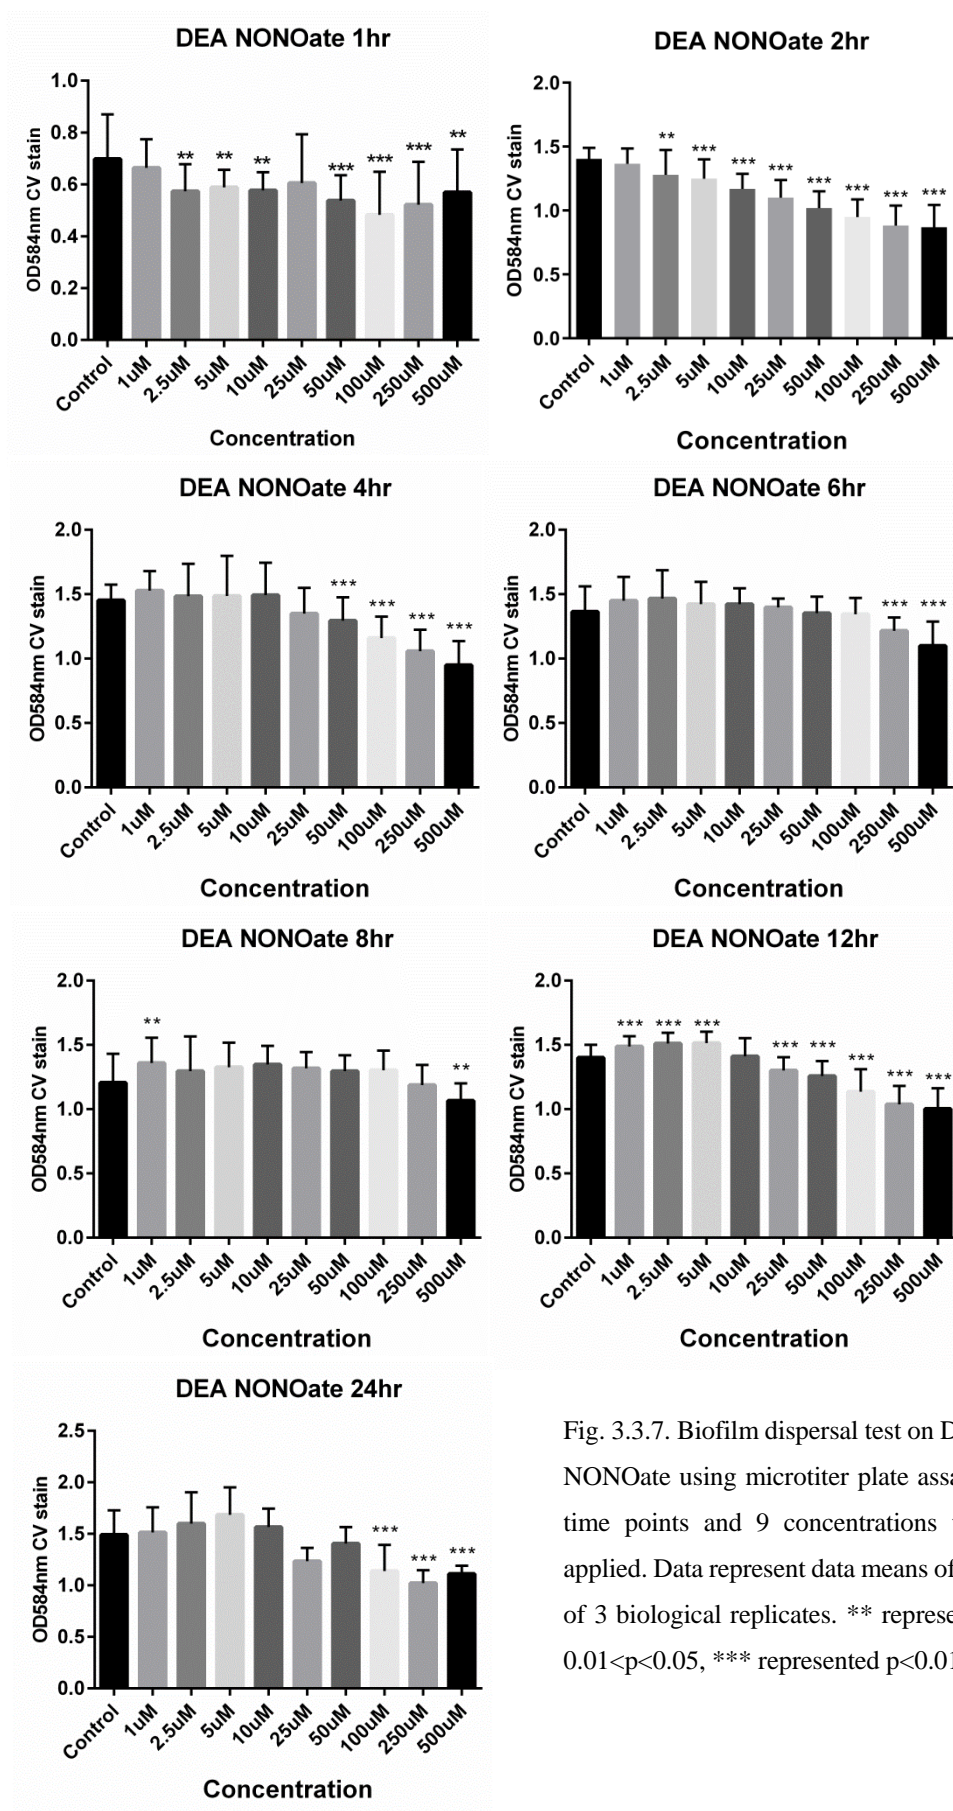 DEA NONOate 1hr
OD584nm CV stain
1.0
0.8
0.6
0.4
0.2
0.0
** ** ** *** *** *** **
Control 1uM 2.5uM 5uM 10uM 25uM 50uM 100uM 250uM 500uM
Concentration
DEA NONOate 2hr
OD584nm CV stain
2.0
1.5
1.0
0.5
0.0
** *** *** *** *** *** *** ***
Control 1uM 2.5uM 5uM 10uM 25uM 50uM 100uM 250uM 500uM
Concentration
DEA NONOate 4hr
OD584nm CV stain
2.0
1.5
1.0
0.5
0.0
*** *** *** ***
Control 1uM 2.5uM 5uM 10uM 25uM 50uM 100uM 250uM 500uM
Concentration
DEA NONOate 6hr
OD584nm CV stain
2.0
1.5
1.0
0.5
0.0
*** ***
Control 1uM 2.5uM 5uM 10uM 25uM 50uM 100uM 250uM 500uM
Concentration
DEA NONOate 8hr
OD584nm CV stain
2.0
1.5
1.0
0.5
0.0
** **
Control 1uM 2.5uM 5uM 10uM 25uM 50uM 100uM 250uM 500uM
Concentration
DEA NONOate 12hr
OD584nm CV stain
2.0
1.5
1.0
0.5
0.0
*** *** *** *** *** *** *** ***
Control 1uM 2.5uM 5uM 10uM 25uM 50uM 100uM 250uM 500uM
Concentration
DEA NONOate 24hr
OD584nm CV stain
2.5
2.0
1.5
1.0
0.5
0.0
*** *** ***
Control 1uM 2.5uM 5uM 10uM 25uM 50uM 100uM 250uM 500uM
Concentration
Fig. 3.3.7. Biofilm dispersal test on D
NONOate using microtiter plate assa
time points and 9 concentrations
applied. Data represent data means of
of 3 biological replicates. ** represe
0.01<p<0.05, *** represented p<0.01